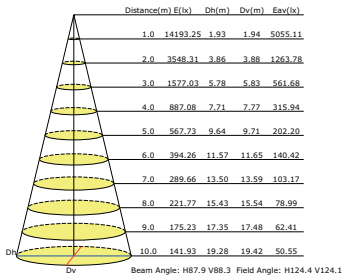 Distance(m) E(lx) Dh(m) Dv(m) Eav(lx)
1.0 14193.25 1.93 1.94 5055.11
2.0 3548.31 3.86 3.88 1263.78
3.0 1577.03 5.78 5.83 561.68
4.0 887.08 7.71 7.77 315.94
5.0 567.73 9.64 9.71 202.20
6.0 394.26 11.57 11.65 140.42
7.0 289.66 13.50 13.59 103.17
8.0 221.77 15.43 15.54 78.99
9.0 175.23 17.35 17.48 62.41
10.0 141.93 19.28 19.42 50.55
Dh
Dv
Beam Angle: H87.9 V88.3 Field Angle: H124.4 V124.1